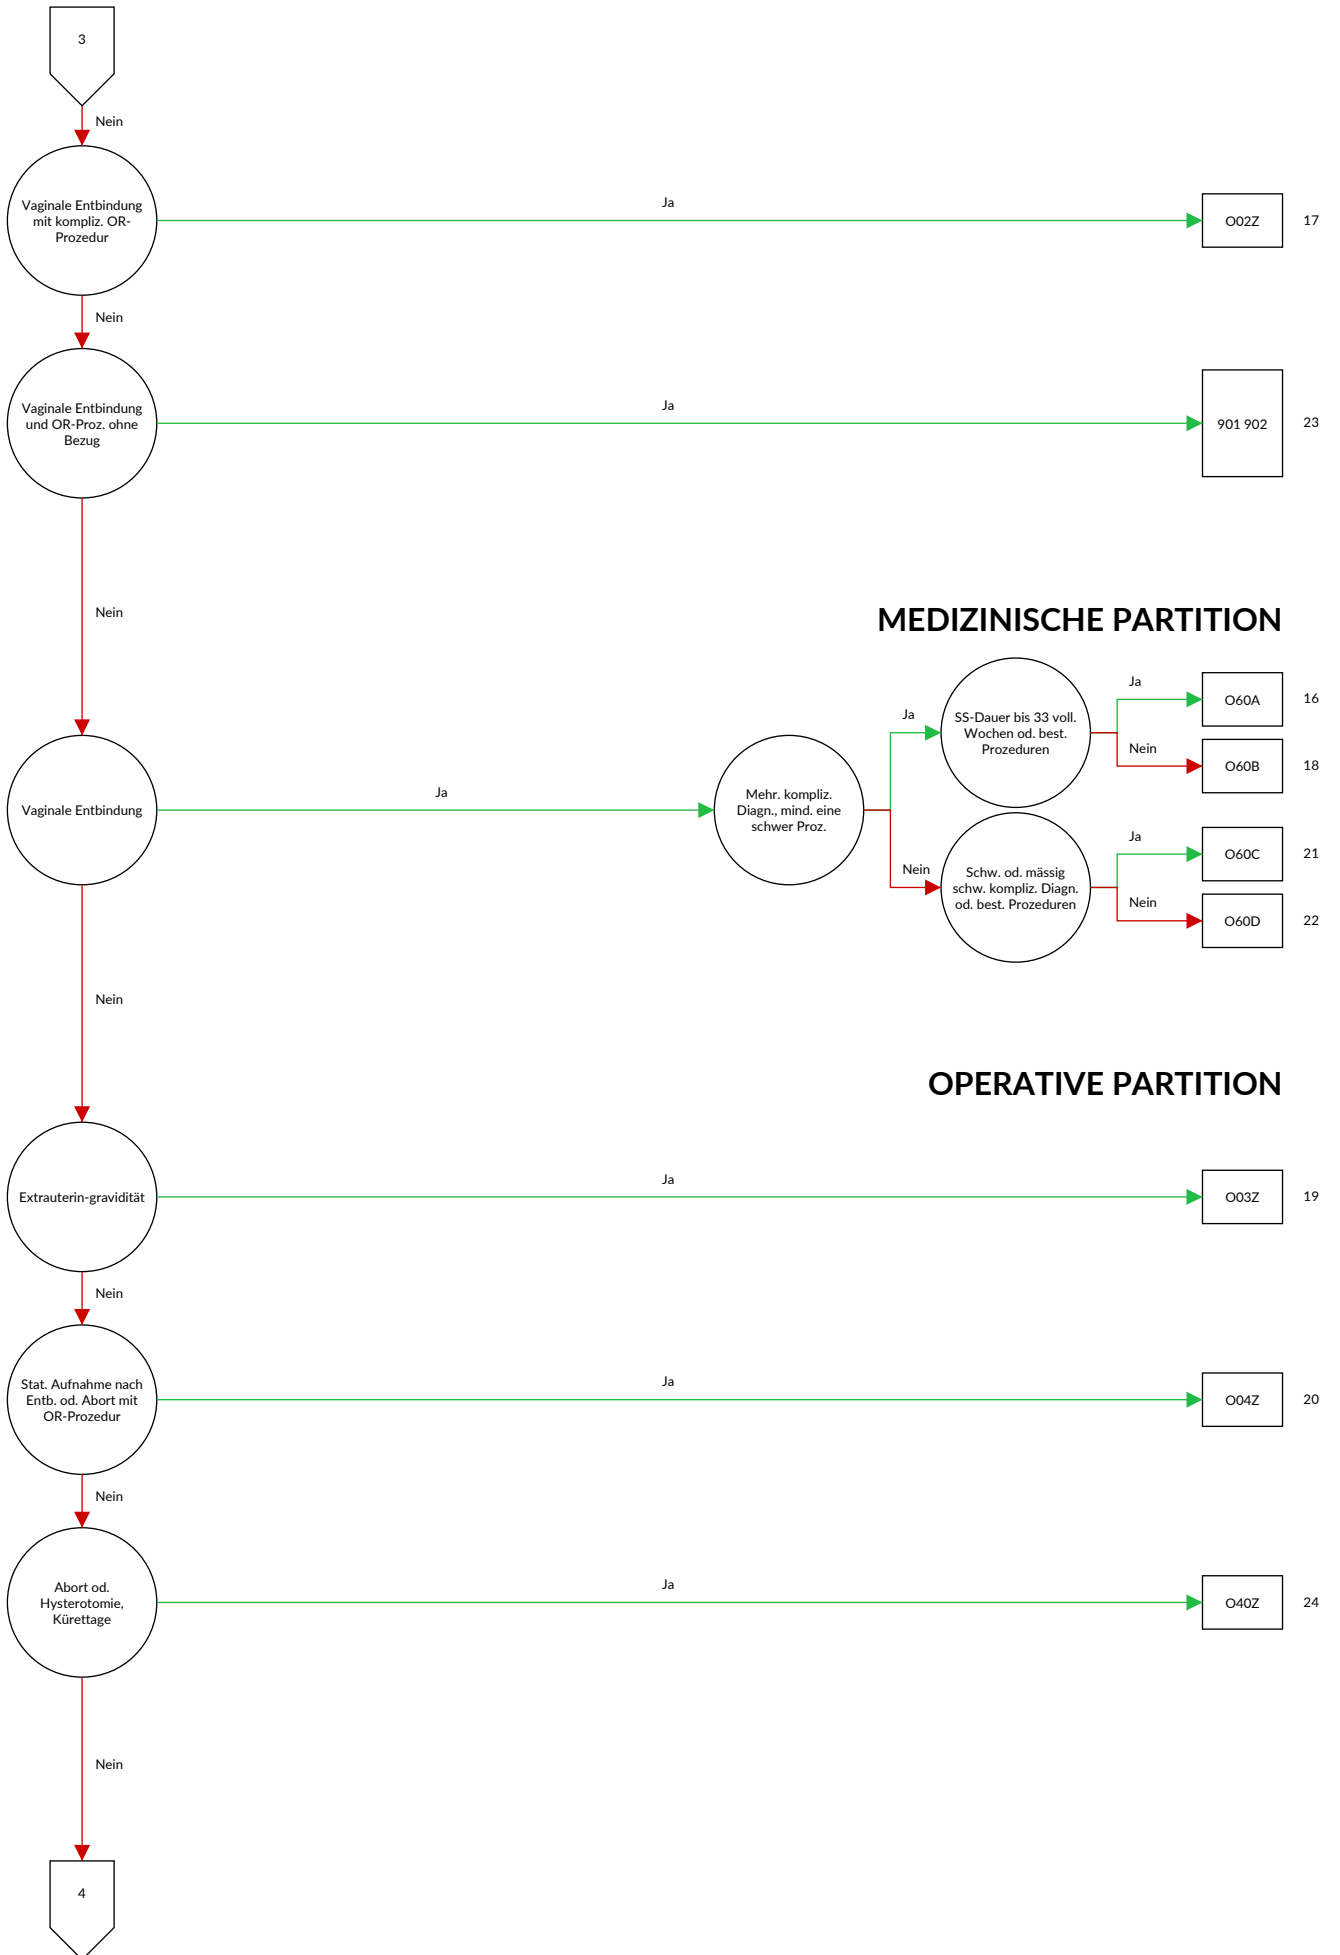 3
Nein
Vaginale Entbindung
mit kompliz. OR-
Prozedur
Ja
O02Z
17
Nein
Vaginale Entbindung
und OR-Proz. ohne
Bezug
Ja
901 902
23
Nein
MEDIZINISCHE PARTITION
Vaginale Entbindung
Ja
Mehr. kompliz.
Diagn., mind. eine
schwer Proz.
Ja
SS-Dauer bis 33 voll.
Wochen od. best.
Prozeduren
Ja
O60A
16
Nein
O60B
18
Nein
Schw. od. mässig
schw. kompliz. Diagn.
od. best. Prozeduren
Ja
O60C
21
Nein
O60D
22
Nein
OPERATIVE PARTITION
Extrauterin-gravidität
Ja
O03Z
19
Nein
Stat. Aufnahme nach
Entb. od. Abort mit
OR-Prozedur
Ja
O04Z
20
Nein
Abort od.
Hysterotomie,
Kürettage
Ja
O40Z
24
Nein
4